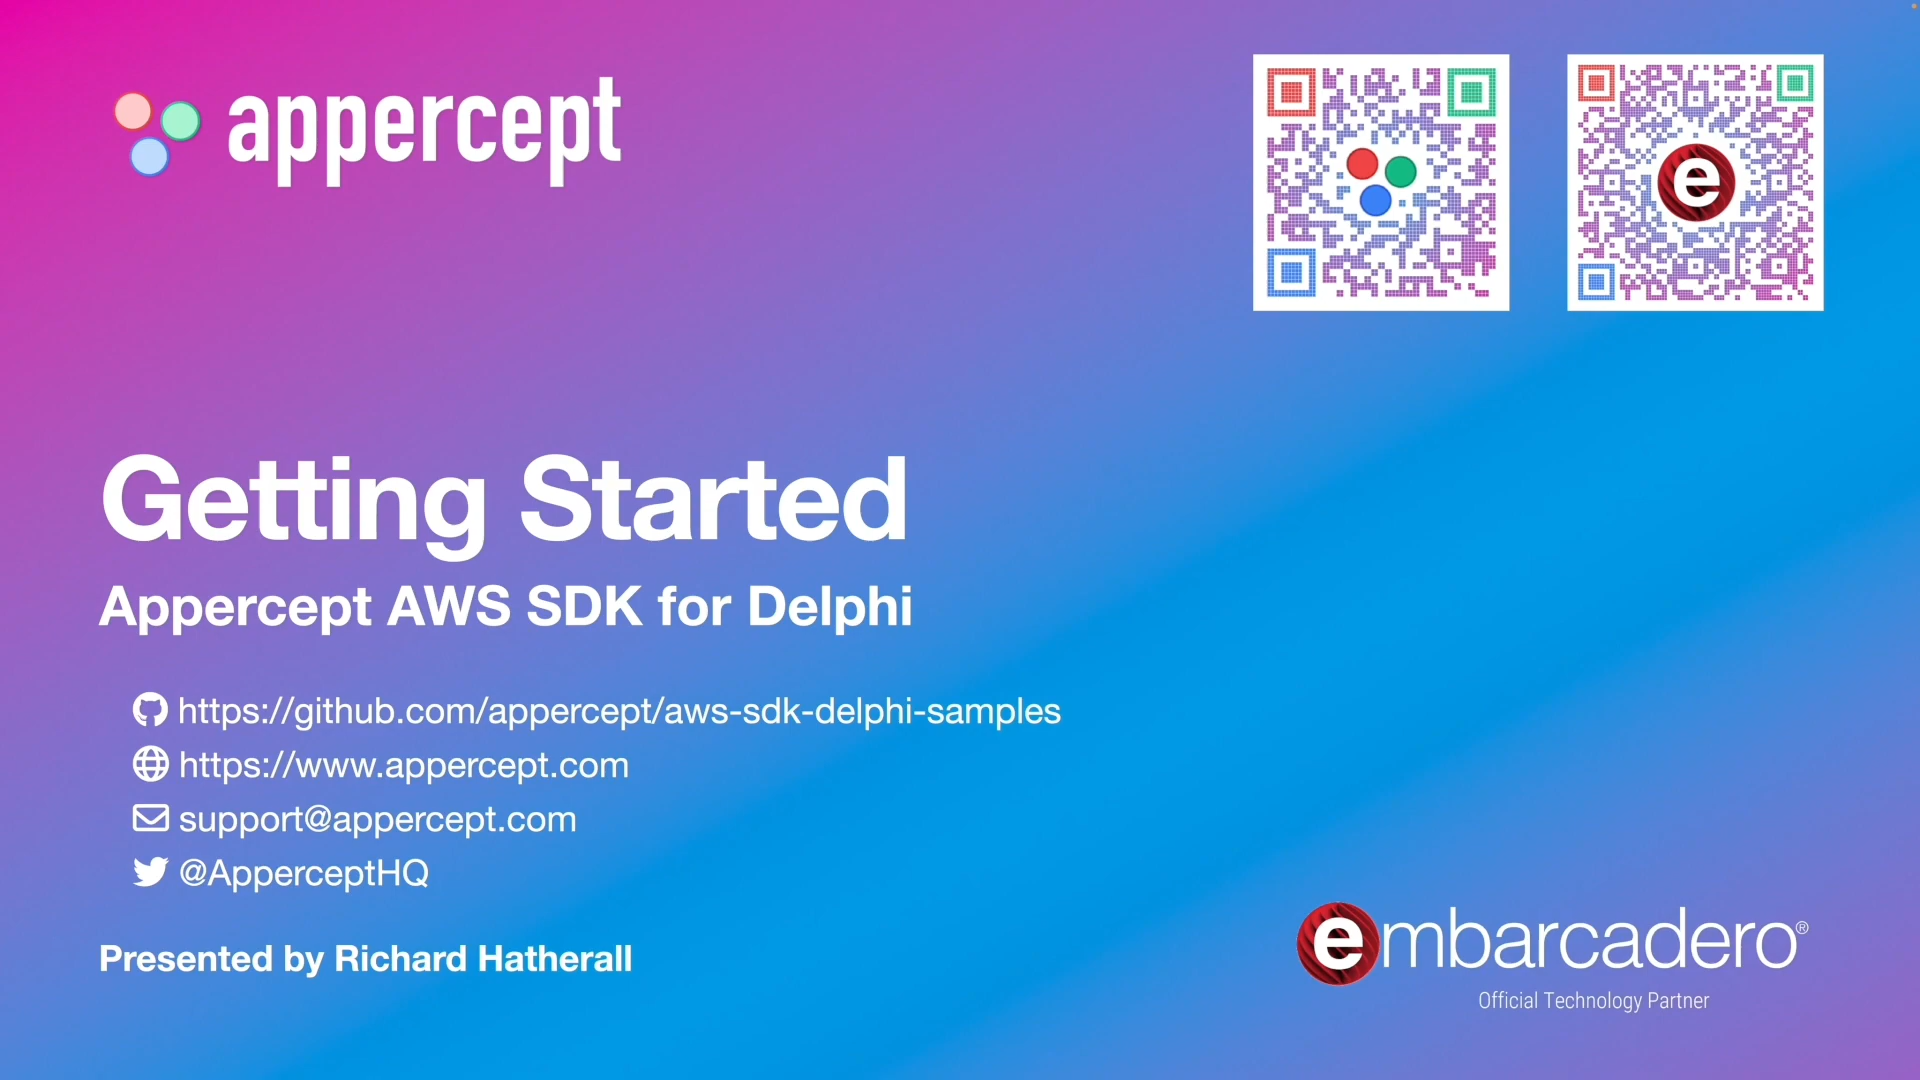 appercept
e
Getting Started
Appercept AWS SDK for Delphi
https://github.com/appercept/aws-sdk-delphi-samples
https://www.appercept.com
support@appercept.com
@ApperceptHQ
Presented by Richard Hatherall
embarcadero®
Official Technology Partner